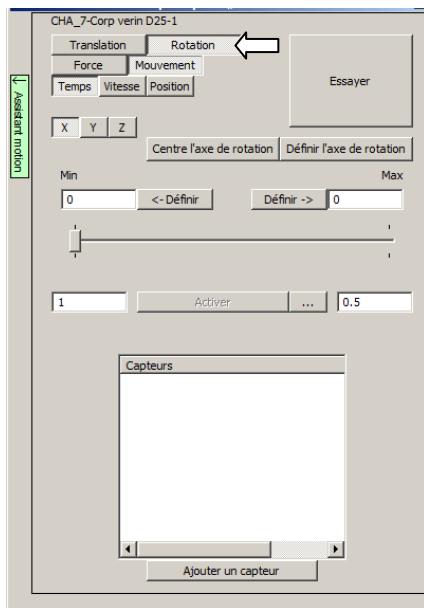 CHA_7-Corp verin D25-1
Translation Rotation
Force Mouvement
Essayer
Temps Vitesse Position
↓ Assistant motion
X Y Z
Centre l'axe de rotation Définir l'axe de rotation
Min Max
0 <- Définir Définir -> 0
1 Activer ... 0.5
Capteurs
Ajouter un capteur